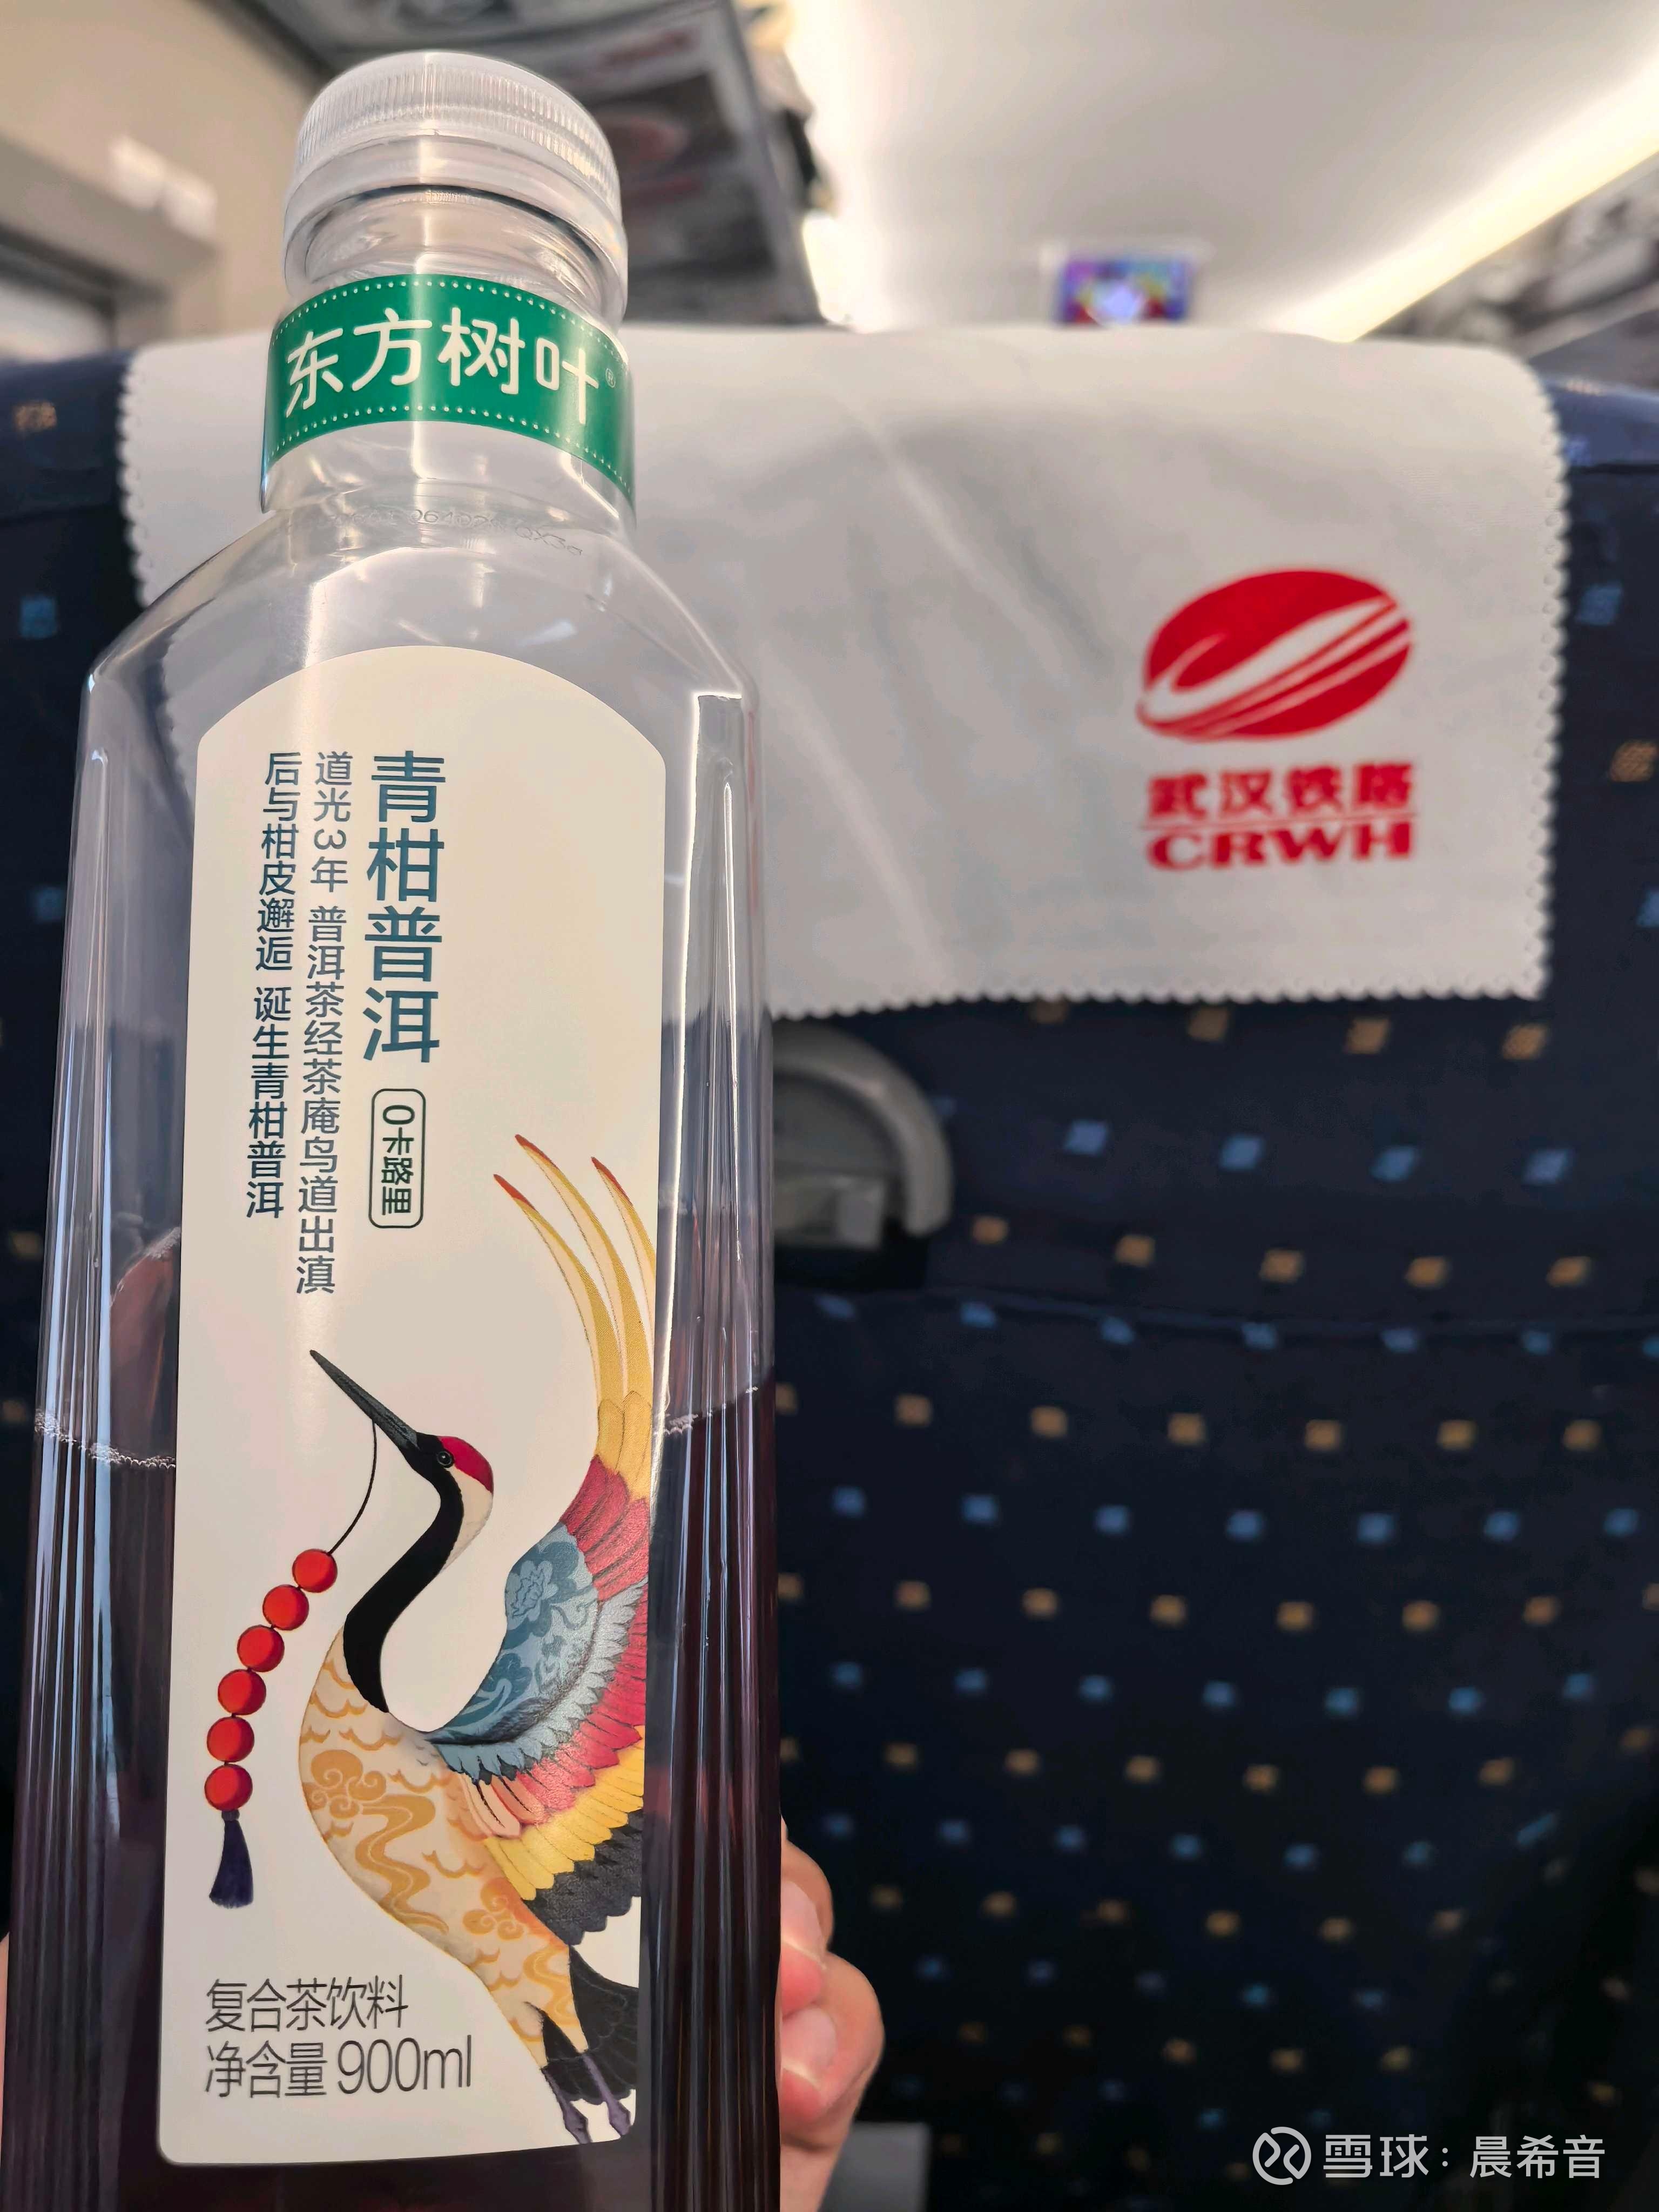 东方树叶®
青柑普洱
0卡路里
道光3年 普洱茶经茶庵鸟道出滇
后与柑皮邂逅 诞生青柑普洱
复合茶饮料
净含量 900ml
武汉铁路
CRWH
雪球：晨希音